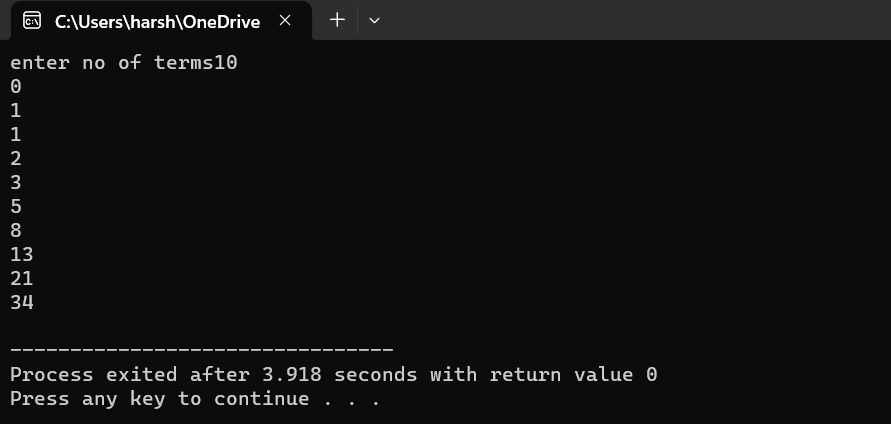 C:\Users\harsh\OneDrive
enter no of terms10
0
1
1
2
3
5
8
13
21
34
--------------------------------
Process exited after 3.918 seconds with return value 0
Press any key to continue . . .